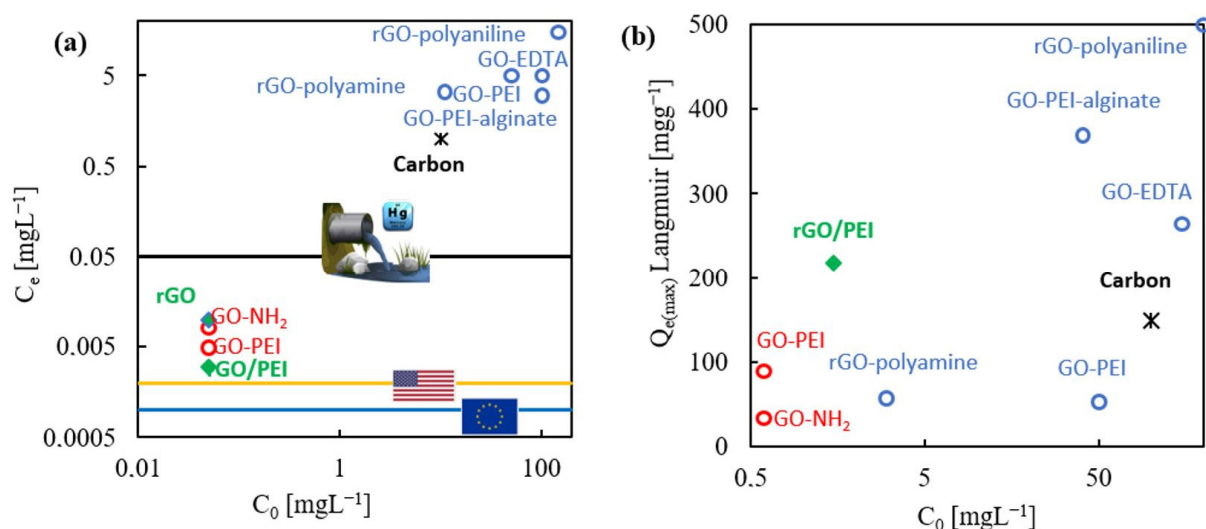 (a)
rGO-polyaniline
GO-EDTA
5
rGO-polyamine
GO-PEI
GO-PEI-alginate
Carbon
0.5
Hg
0.05
rGO
GO-NH₂
0.005
GO-PEI
GO/PEI
0.0005
0.01
1
100
Cₑ [mgL⁻¹]
C₀ [mgL⁻¹]
(b)
500
rGO-polyaniline
GO-PEI-alginate
400
300
GO-EDTA
rGO/PEI
200
Carbon
GO-PEI
100
rGO-polyamine
GO-PEI
GO-NH₂
0
0.5
5
50
Qₑ₍ₘₐₓ₎ Langmuir [mgg⁻¹]
C₀ [mgL⁻¹]